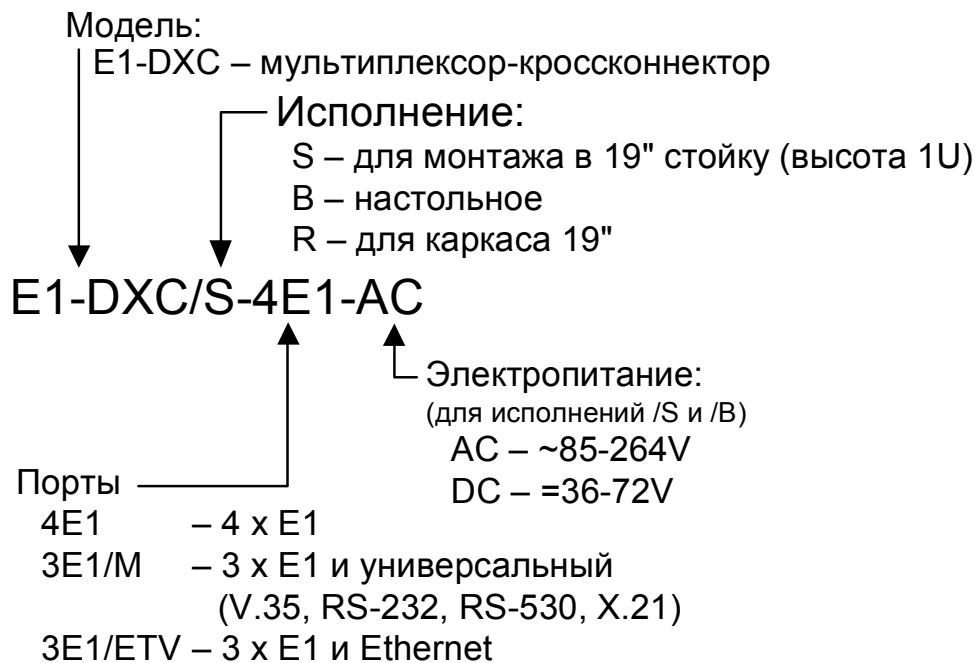 Модель:
E1-DXC – мультиплексор-кроссконнектор
Исполнение:
S – для монтажа в 19" стойку (высота 1U)
B – настольное
R – для каркаса 19"
E1-DXC/S-4E1-AC
Электропитание:
(для исполнений /S и /B)
AC – ~85-264V
DC – =36-72V
Порты
4E1 – 4 x E1
3E1/M – 3 x E1 и универсальный
(V.35, RS-232, RS-530, X.21)
3E1/ETV – 3 x E1 и Ethernet